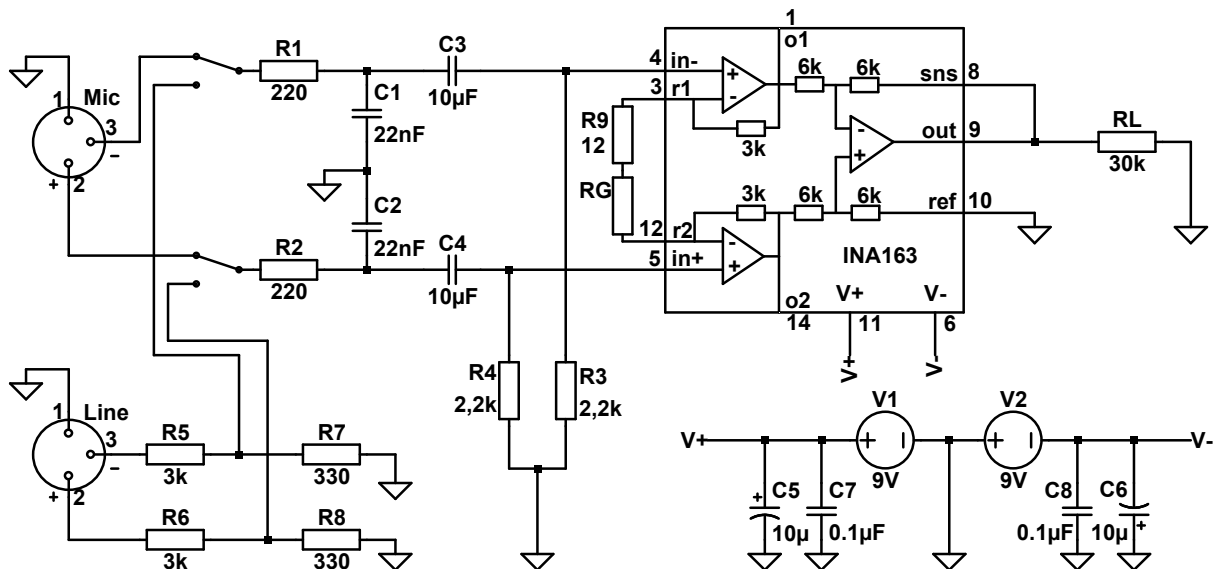 1
o1
R1
220
C3
10µF
4 in-
3 r1
6k
6k
sns 8
1
Mic
3
–
+ 2
C1
22nF
R9
12
3k
–
+
+
-
-
+
out 9
RL
30k
RG
C2
22nF
3k
6k
6k
ref 10
12 r2
R2
220
C4
10µF
5 in+
-
+
INA163
o2
14
V+
11
V-
6
V+
V-
R4
2,2k
R3
2,2k
1
Line
3
–
+ 2
R5
3k
R7
330
R6
3k
R8
330
V1
+ –
9V
V2
+ –
9V
V+
V-
+
C5
10µ
C7
0.1µF
C8
0.1µF
C6
10µ
+